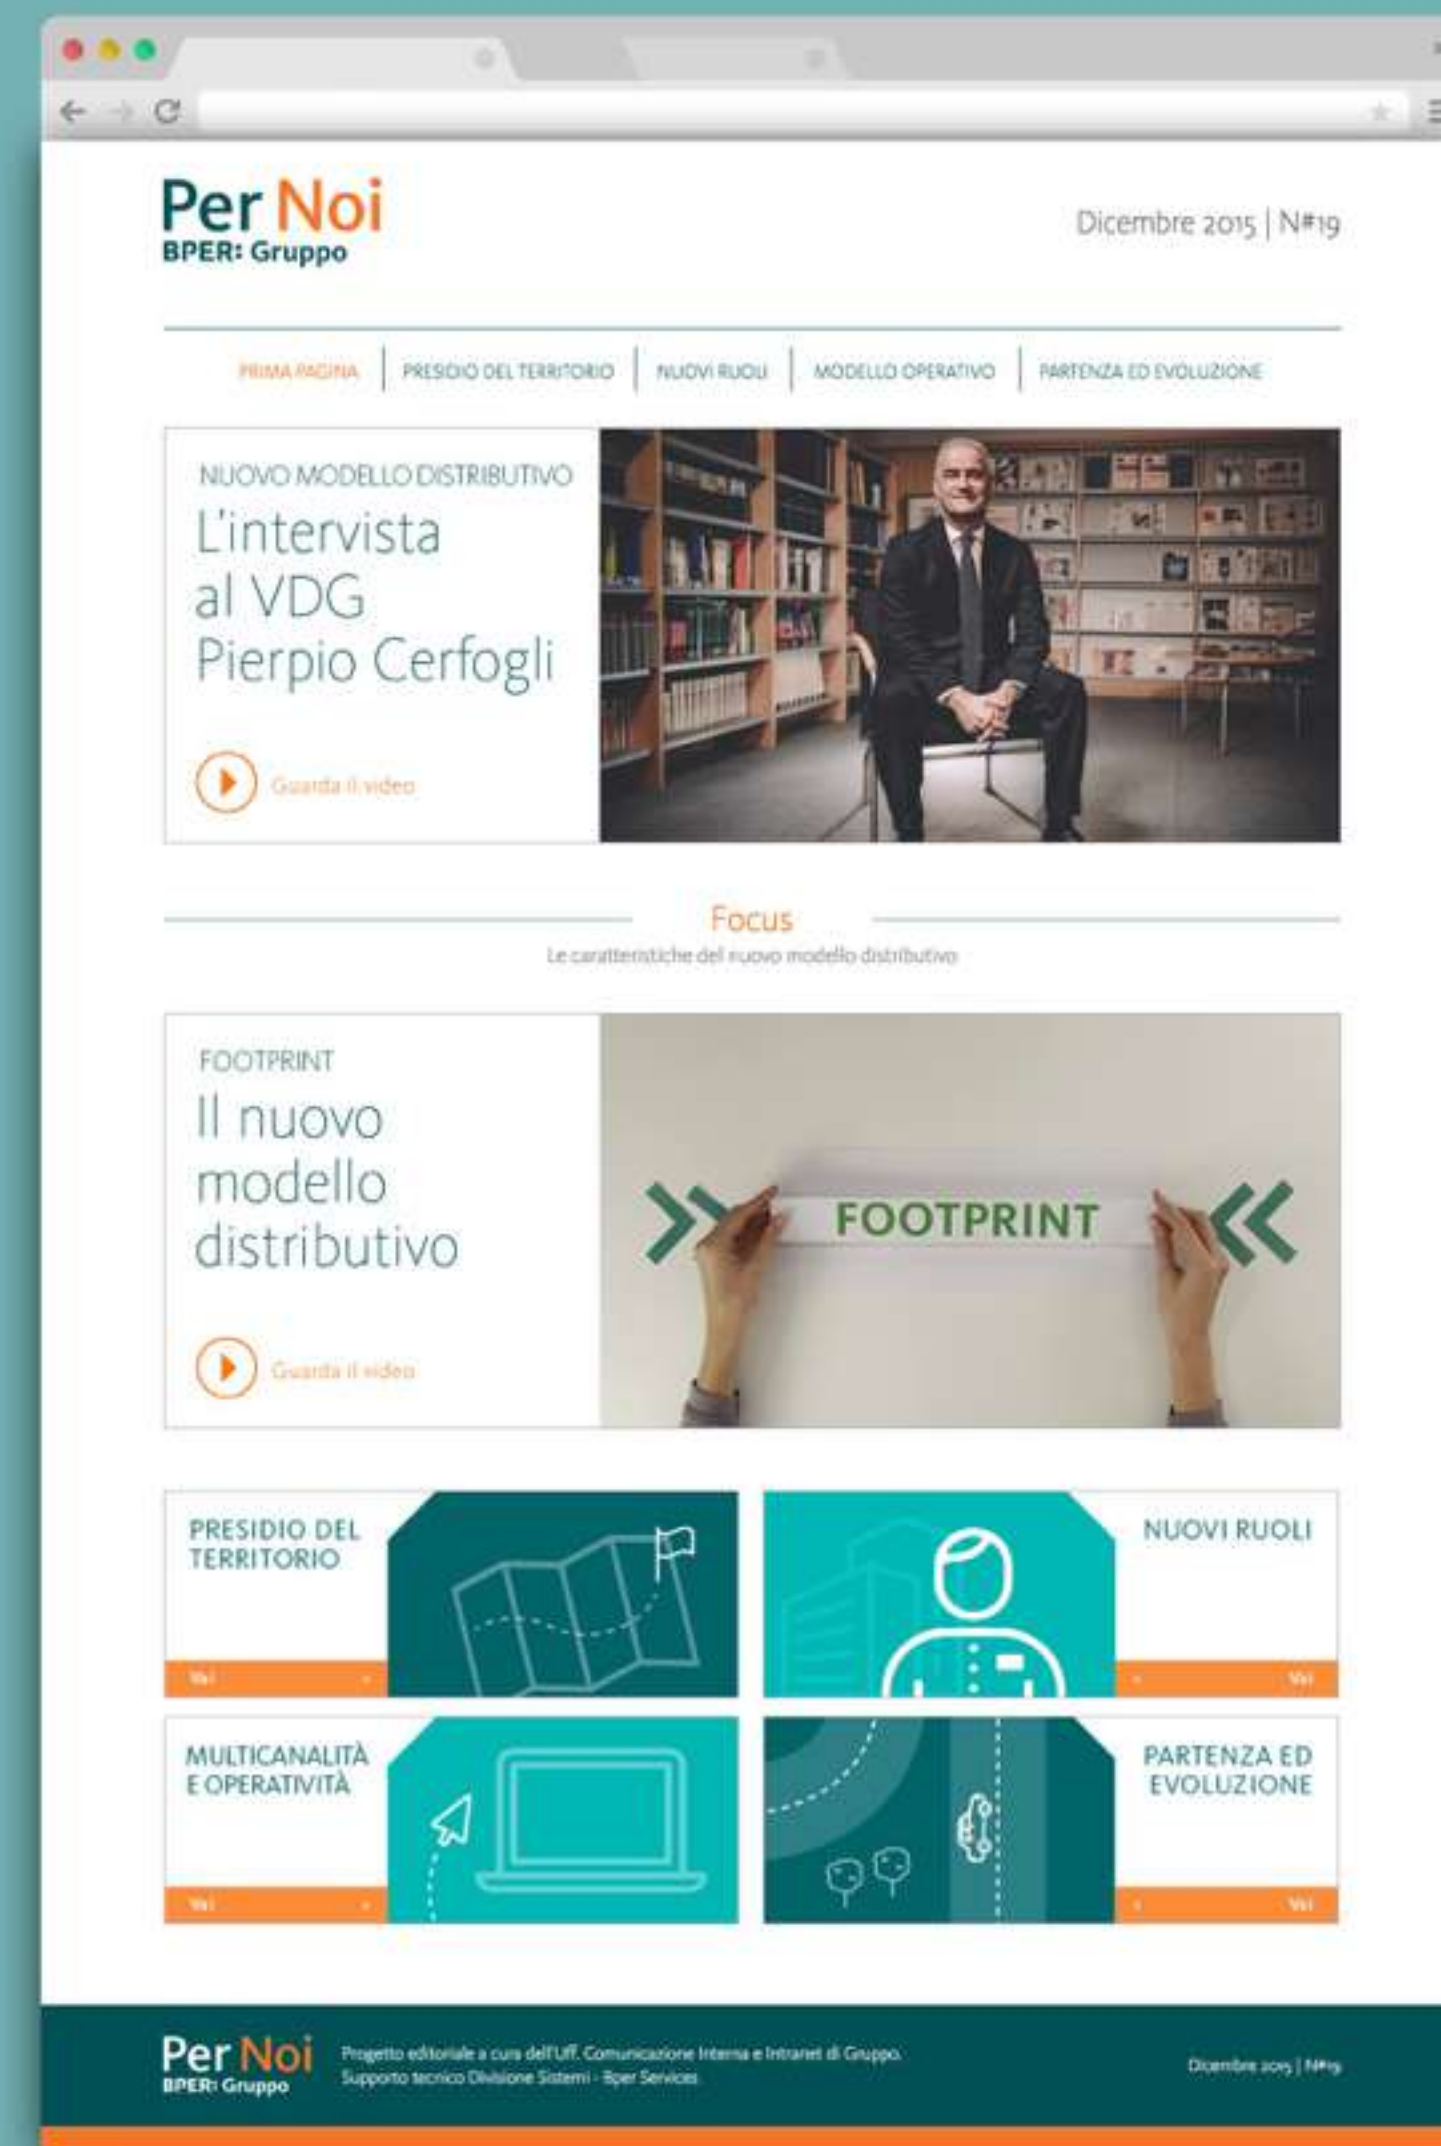 Per Noi
BPER: Gruppo
Dicembre 2015 | N#19
PRIMA PAGINA
PRESIDIO DEL TERRITORIO
NUOVI RUOLI
MODELLO OPERATIVO
PARTENZA ED EVOLUZIONE
NUOVO MODELLO DISTRIBUTIVO
L'intervista
al VDG
Pierpio Cerfogli
Guarda il video
Focus
Le caratteristiche del nuovo modello distributivo
FOOTPRINT
Il nuovo
modello
distributivo
Guarda il video
FOOTPRINT
PRESIDIO DEL
TERRITORIO
Vai
NUOVI RUOLI
Vai
MULTICANALITÀ
E OPERATIVITÀ
Vai
PARTENZA ED
EVOLUZIONE
Vai
Per Noi
BPER: Gruppo
Progetto editoriale a cura dell'Uff. Comunicazione Interna e Intranet di Gruppo.
Supporto tecnico Divisione Sistemi - Bper Services
Dicembre 2015 | N#19